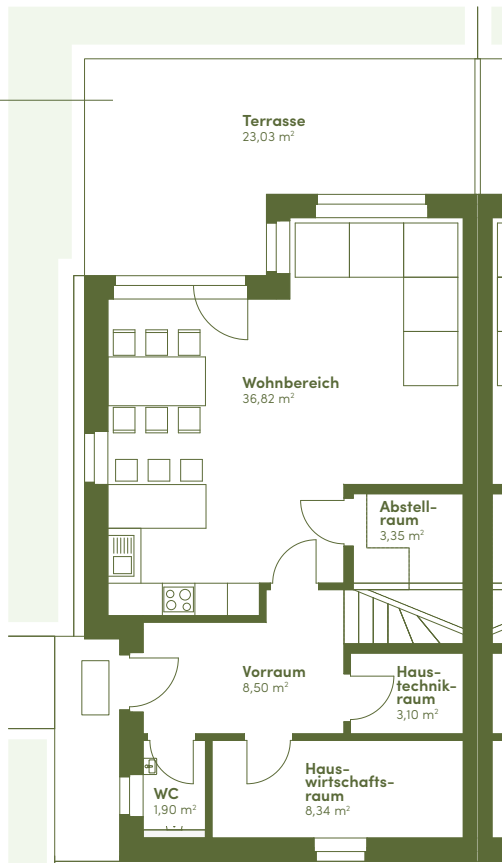 Terrasse
23,03 m²
Wohnbereich
36,82 m²
Abstell-
raum
3,35 m²
Vorraum
8,50 m²
Haus-
technik-
raum
3,10 m²
Haus-
wirtschafts-
raum
8,34 m²
WC
1,90 m²